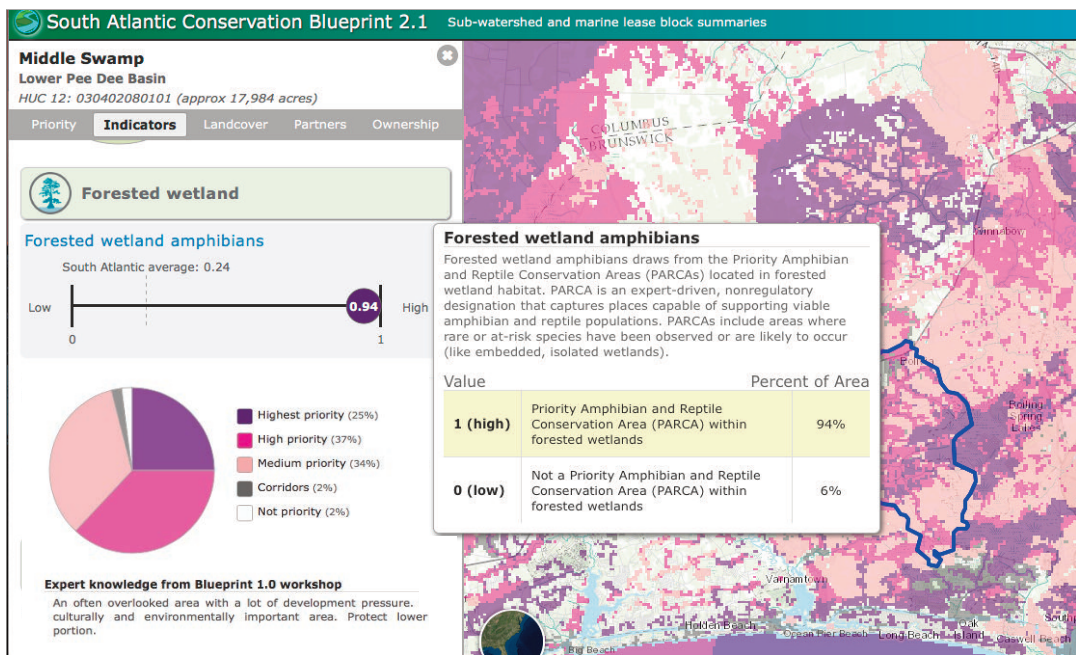 South Atlantic Conservation Blueprint 2.1 Sub-watershed and marine lease block summaries
Middle Swamp
Lower Pee Dee Basin
HUC 12: 030402080101 (approx 17,984 acres)
Priority Indicators Landcover Partners Ownership
Forested wetland
Forested wetland amphibians
South Atlantic average: 0.24
Low 0.94 High
0 1
Highest priority (25%)
High priority (37%)
Medium priority (34%)
Corridors (2%)
Not priority (2%)
Expert knowledge from Blueprint 1.0 workshop
An often overlooked area with a lot of development pressure.
culturally and environmentally important area. Protect lower
portion.
Forested wetland amphibians
Forested wetland amphibians draws from the Priority Amphibian
and Reptile Conservation Areas (PARCAs) located in forested
wetland habitat. PARCA is an expert-driven, nonregulatory
designation that captures places capable of supporting viable
amphibian and reptile populations. PARCAs include areas where
rare or at-risk species have been observed or are likely to occur
(like embedded, isolated wetlands).
Value Percent of Area
1 (high) Priority Amphibian and Reptile
Conservation Area (PARCA) within
forested wetlands 94%
0 (low) Not a Priority Amphibian and Reptile
Conservation Area (PARCA) within
forested wetlands 6%
COLUMBUS
BRUNSWICK
Winnabow
Bolivia
Boiling
Spring
Lakes
Varnamtown
Holden Beach
Ocean Bier Beach
Long Beach
Oak
Island
Caswell Beach
Big Beach